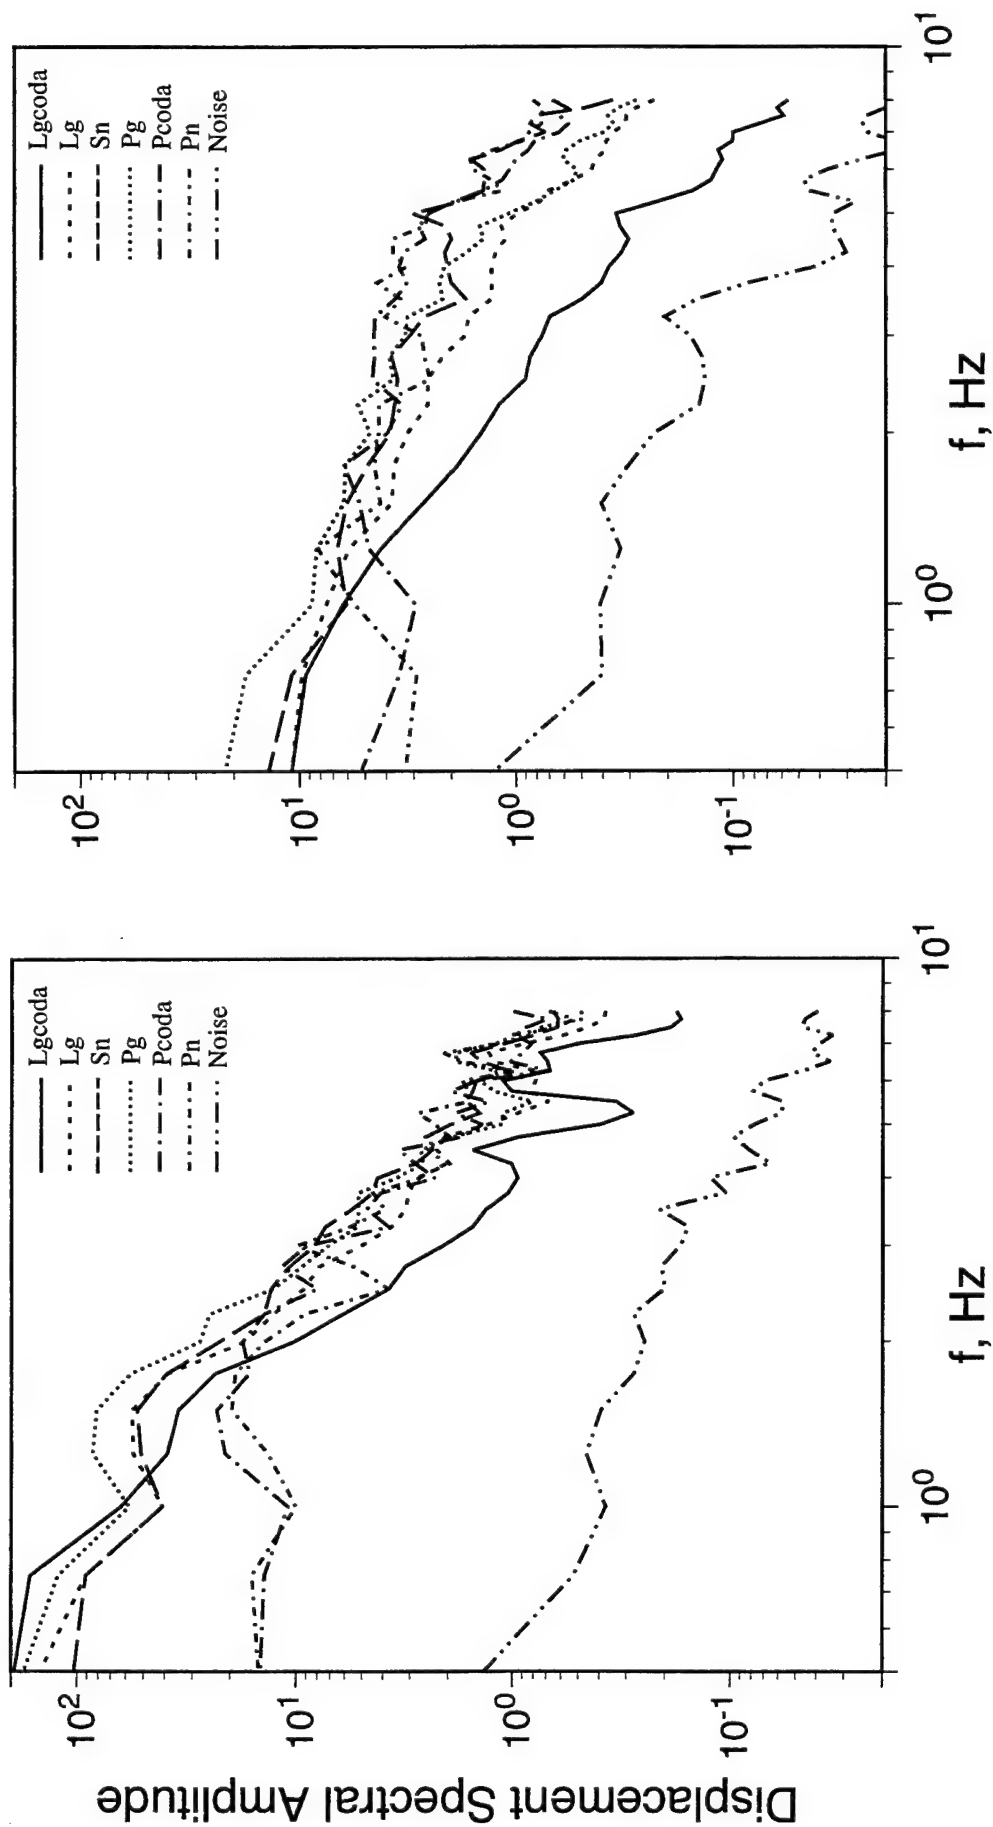 Displacement Spectral Amplitude
10²
10¹
10⁰
10⁻¹
Lgcoda
Lg
Sn
Pg
Pcoda
Pn
Noise
10⁰
10¹
f, Hz
10²
10¹
10⁰
10⁻¹
Lgcoda
Lg
Sn
Pg
Pcoda
Pn
Noise
10⁰
10¹
f, Hz